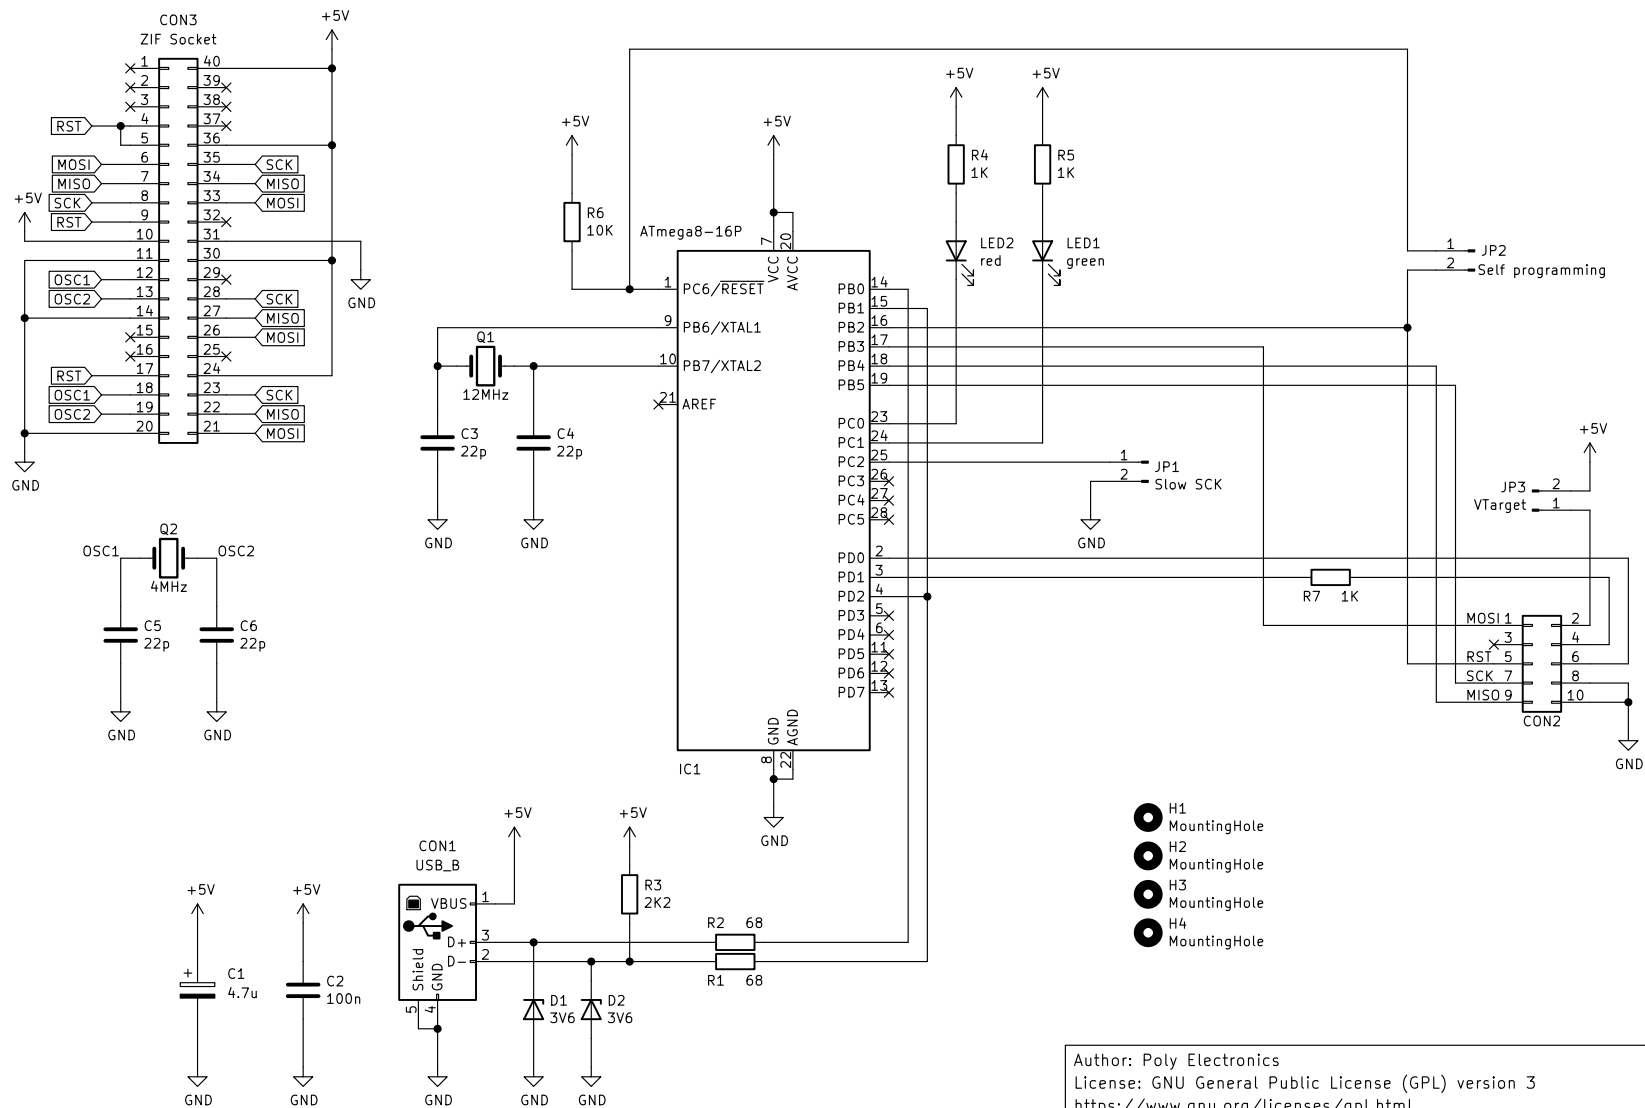 CON3
ZIF Socket
+5V
1 40
2 39
3 38
RST 4 37
5 36
MOSI 6 35 SCK
MISO 7 34 MISO
SCK 8 33 MOSI
RST 9 32
+5V
10 31
11 30
OSC1 12 29
OSC2 13 28 SCK
14 27 MISO
15 26 MOSI
16 25
RST 17 24
OSC1 18 23 SCK
OSC2 19 22 MISO
20 21 MOSI
GND
GND
Q2
OSC1 OSC2
4MHz
C5
22p
C6
22p
GND
GND
+5V
R6
10K
+5V
ATmega8-16P
7 20
VCC AVCC
1 PC6/RESET
9 PB6/XTAL1
10 PB7/XTAL2
21 AREF
Q1
12MHz
C3
22p
C4
22p
GND
GND
PB0 14
PB1 15
PB2 16
PB3 17
PB4 18
PB5 19
PC0 23
PC1 24
PC2 25
PC3 26
PC4 27
PC5 28
PD0 2
PD1 3
PD2 4
PD3 5
PD4 6
PD5 11
PD6 12
PD7 13
GND AGND
8 22
IC1
GND
+5V
R4
1K
LED2
red
+5V
R5
1K
LED1
green
1 JP2
2 Self programming
1 JP1
2 Slow SCK
GND
+5V
JP3 2
VTarget 1
R7 1K
MOSI 1 2
3 4
RST 5 6
SCK 7 8
MISO 9 10
CON2
GND
+5V
C1
+
4.7u
GND
+5V
C2
100n
GND
CON1
USB_B
+5V
VBUS 1
D+ 3
D- 2
Shield GND
5 4
GND
+5V
R3
2K2
R2 68
R1 68
D1
3V6
D2
3V6
GND
GND
H1
MountingHole
H2
MountingHole
H3
MountingHole
H4
MountingHole
Author: Poly Electronics
License: GNU General Public License (GPL) version 3
https://www.gnu.org/licenses/gpl.html